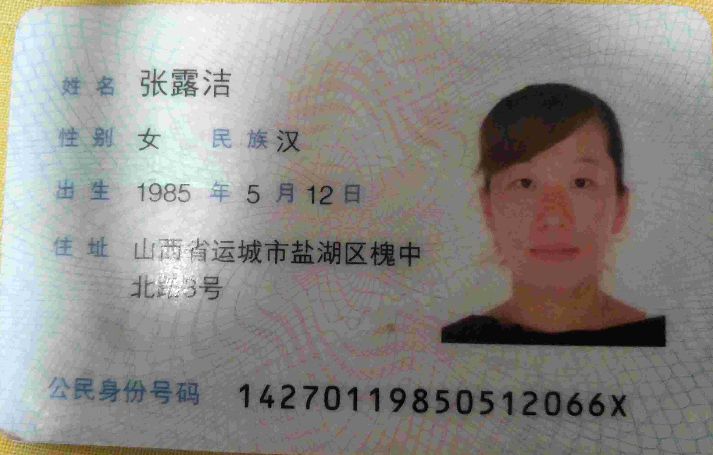 姓名 张露洁
性别 女 民族 汉
出生 1985 年 5 月 12 日
住址 山西省运城市盐湖区槐中
北路3号
公民身份号码 14270119850512066X